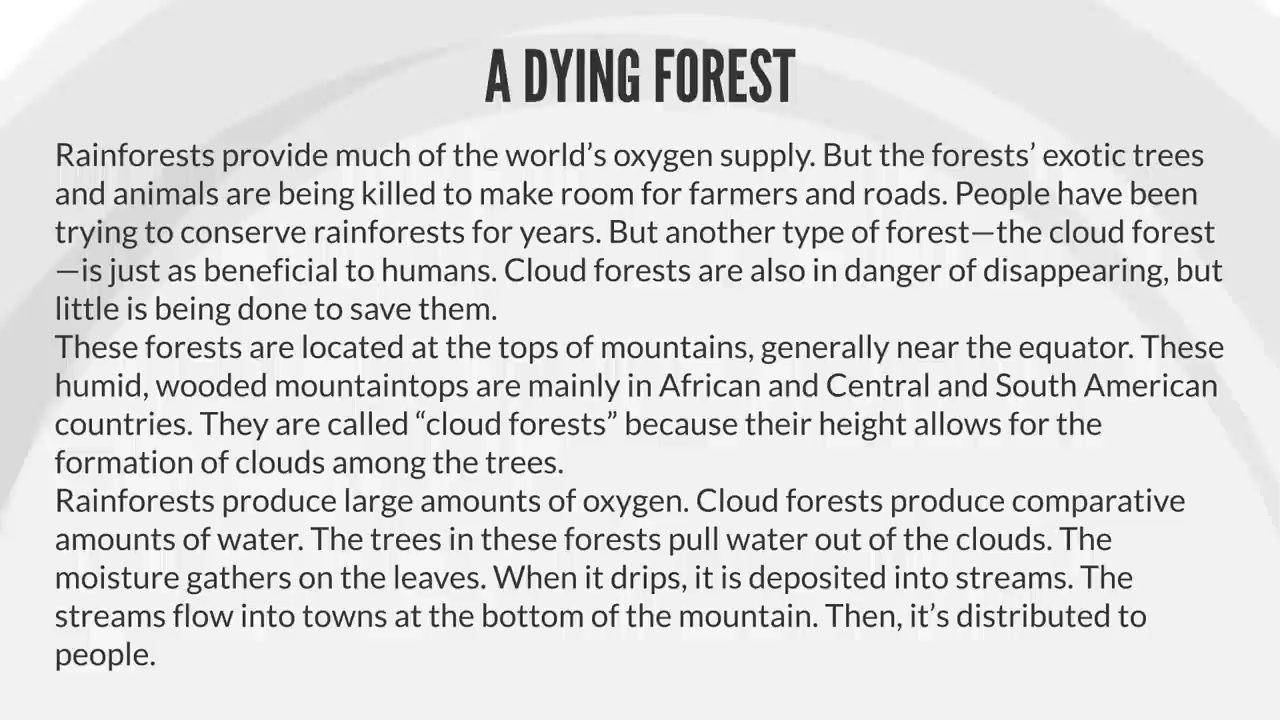 A DYING FOREST
Rainforests provide much of the world’s oxygen supply. But the forests’ exotic trees
and animals are being killed to make room for farmers and roads. People have been
trying to conserve rainforests for years. But another type of forest—the cloud forest
—is just as beneficial to humans. Cloud forests are also in danger of disappearing, but
little is being done to save them.
These forests are located at the tops of mountains, generally near the equator. These
humid, wooded mountaintops are mainly in African and Central and South American
countries. They are called “cloud forests” because their height allows for the
formation of clouds among the trees.
Rainforests produce large amounts of oxygen. Cloud forests produce comparative
amounts of water. The trees in these forests pull water out of the clouds. The
moisture gathers on the leaves. When it drips, it is deposited into streams. The
streams flow into towns at the bottom of the mountain. Then, it’s distributed to
people.